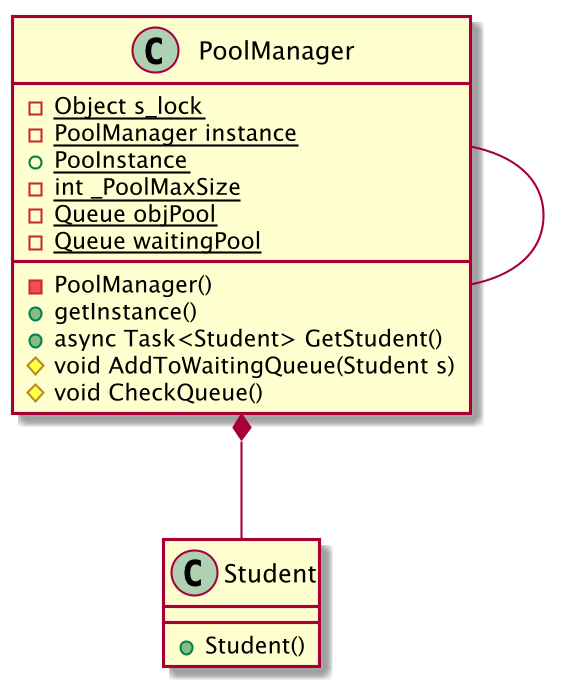 C PoolManager
Object s_lock
PoolManager instance
PooInstance
int _PoolMaxSize
Queue objPool
Queue waitingPool
PoolManager()
getInstance()
async Task<Student> GetStudent()
void AddToWaitingQueue(Student s)
void CheckQueue()
C Student
Student()